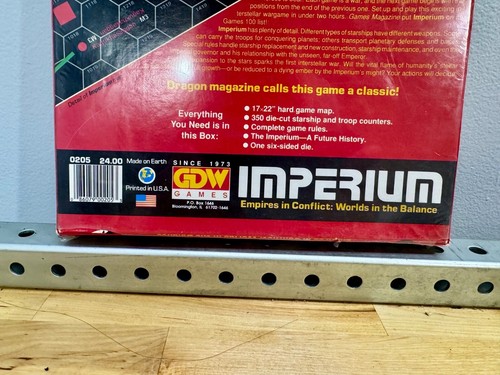 positions from the end of the previous one. Set up and play this exciting
terstellar wargame in under two hours. Games Magazine put Imperium on
Games 100 list!
Imperium has plenty of detail. Different types of starships have different weapons. Some
can carry troops for conquering planets; others transport planetary defenses and bases.
Special rules handle starship replacement and new construction, starship maintenance, and
overnor and his relationship with the unseen, far-off Emperor.
pansion to the stars sparks the first interstellar war. Will the vital flame of humanity's
growth—or be reduced to a dying ember by the Imperium's might? Your actions will
Dragon magazine calls this game a classic!
Everything
You Need is in
this Box:
• 17-22" hard game map.
• 350 die-cut starship and troop counters.
• Complete game rules.
• The Imperium—A Future History.
• One six-sided die.
0205 24.00
Made on Earth
Printed in U.S.A.
SINCE 1973
GDW
GAMES
P.O. Box 1646
Bloomington, IL 61702-1646
IMPERIUM
Empires in Conflict: Worlds in the Balance